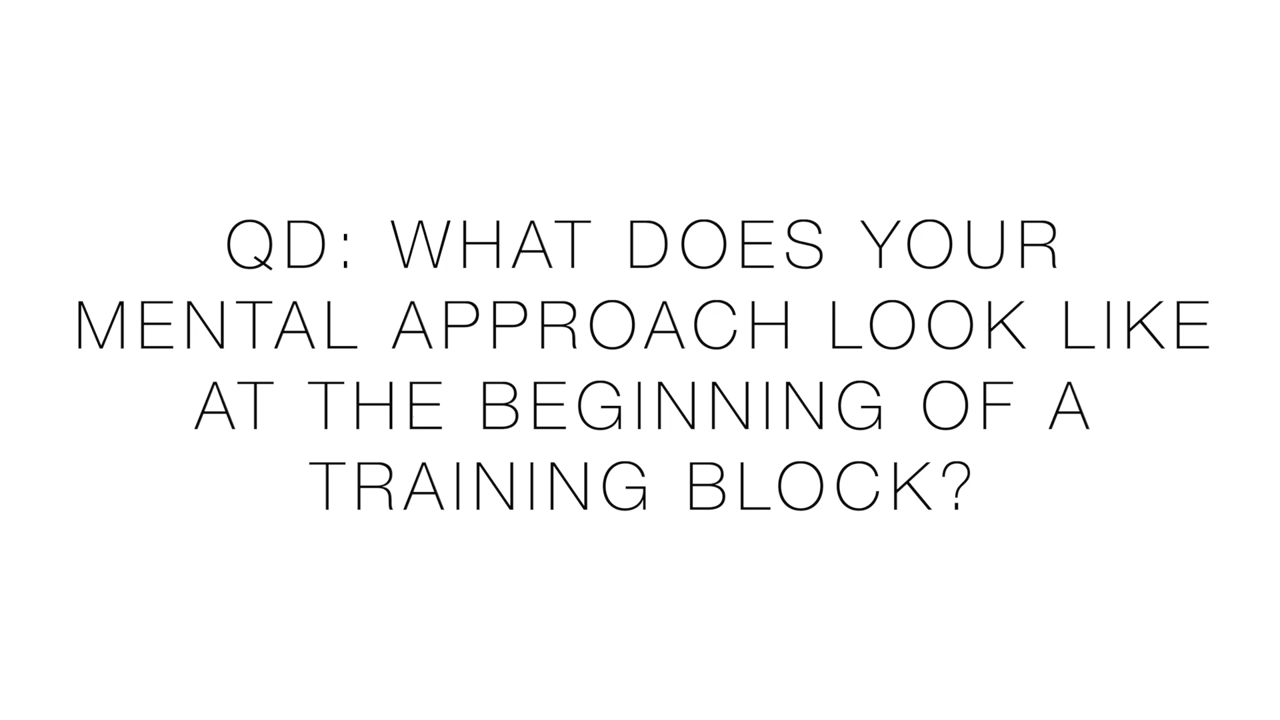 QD: WHAT DOES YOUR
MENTAL APPROACH LOOK LIKE
AT THE BEGINNING OF A
TRAINING BLOCK?